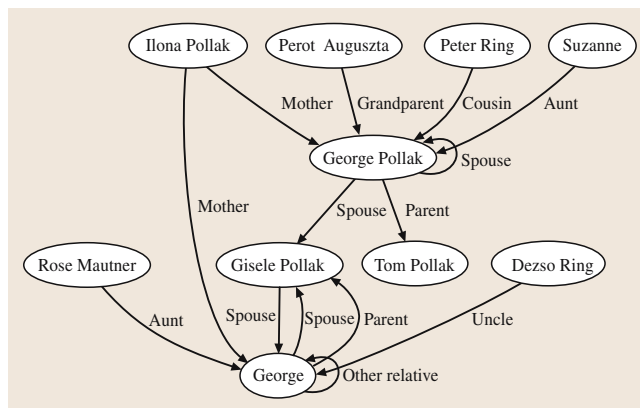 Ilona Pollak
Perot Auguszta
Peter Ring
Suzanne
Mother
Grandparent
Cousin
Aunt
George Pollak
Spouse
Mother
Spouse
Parent
Rose Mautner
Gisele Pollak
Tom Pollak
Dezso Ring
Aunt
Spouse
Spouse
Parent
Uncle
George
Other relative